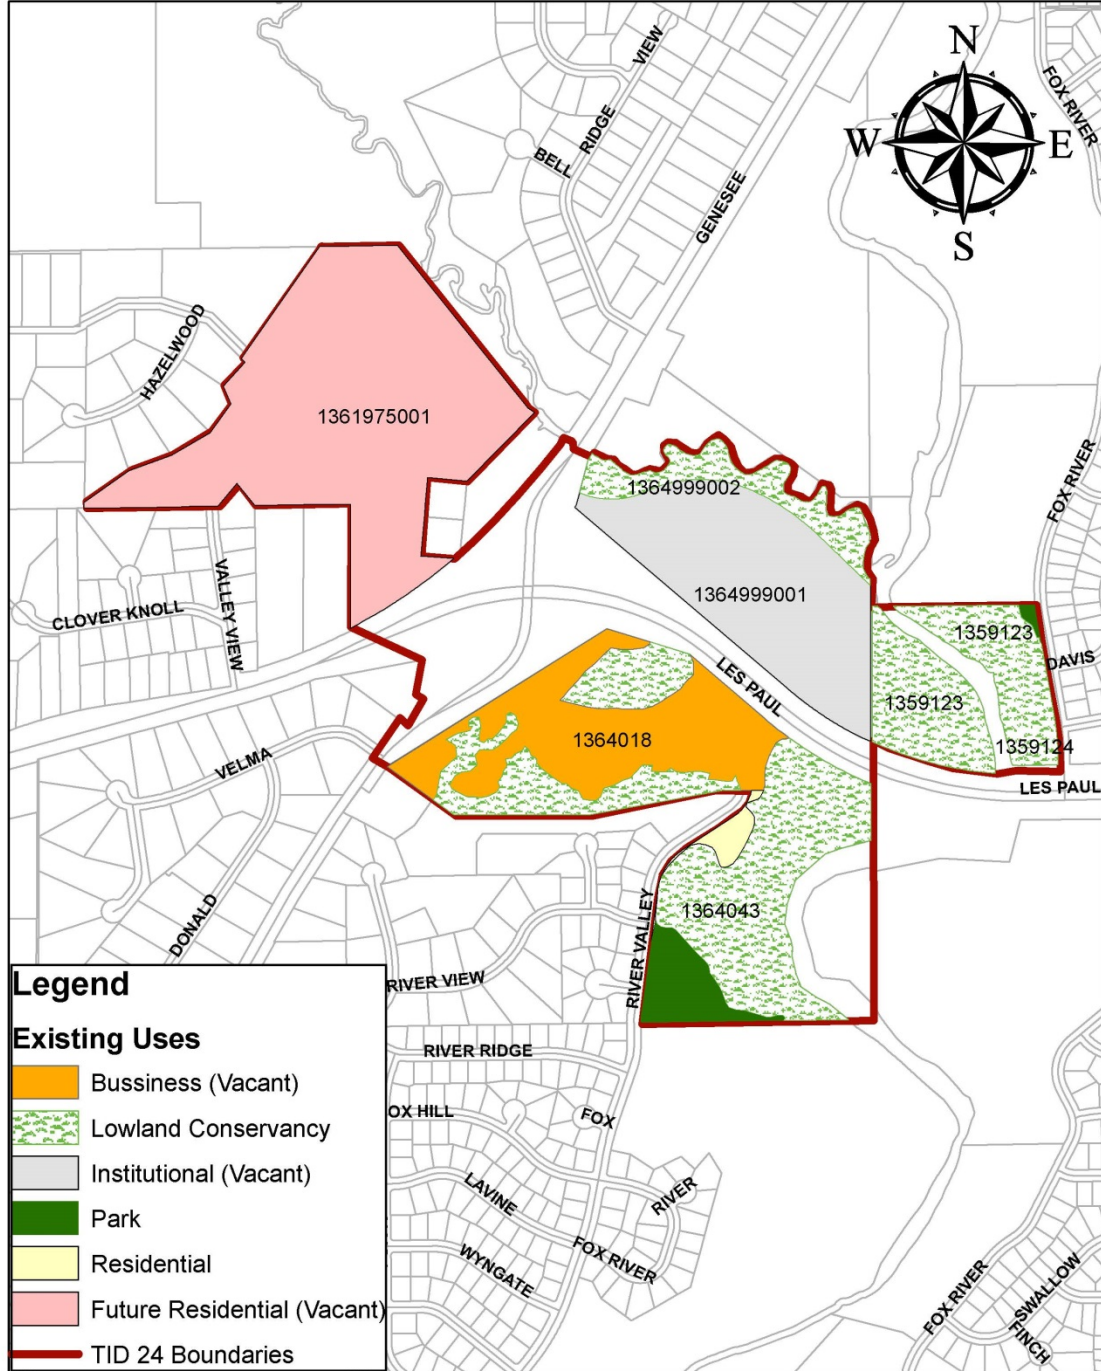 N
W
E
S
FOX RIVER
VIEW
RIDGE
BELL
GENESEE
HAZELWOOD
1361975001
1364999002
FOX RIVER
VALLEY VIEW
CLOVER KNOLL
1364999001
1359123
DAVIS
LES PAUL
1359123
1364018
1359124
VELMA
LES PAUL
1364043
DONALD
RIVER VALLEY
RIVER VIEW
RIVER RIDGE
OX HILL
FOX
LAVINE
RIVER
FOX RIVER
WYNGATE
FOX RIVER
SWALLOW
FINCH
Legend
Existing Uses
Bussiness (Vacant)
Lowland Conservancy
Institutional (Vacant)
Park
Residential
Future Residential (Vacant)
TID 24 Boundaries